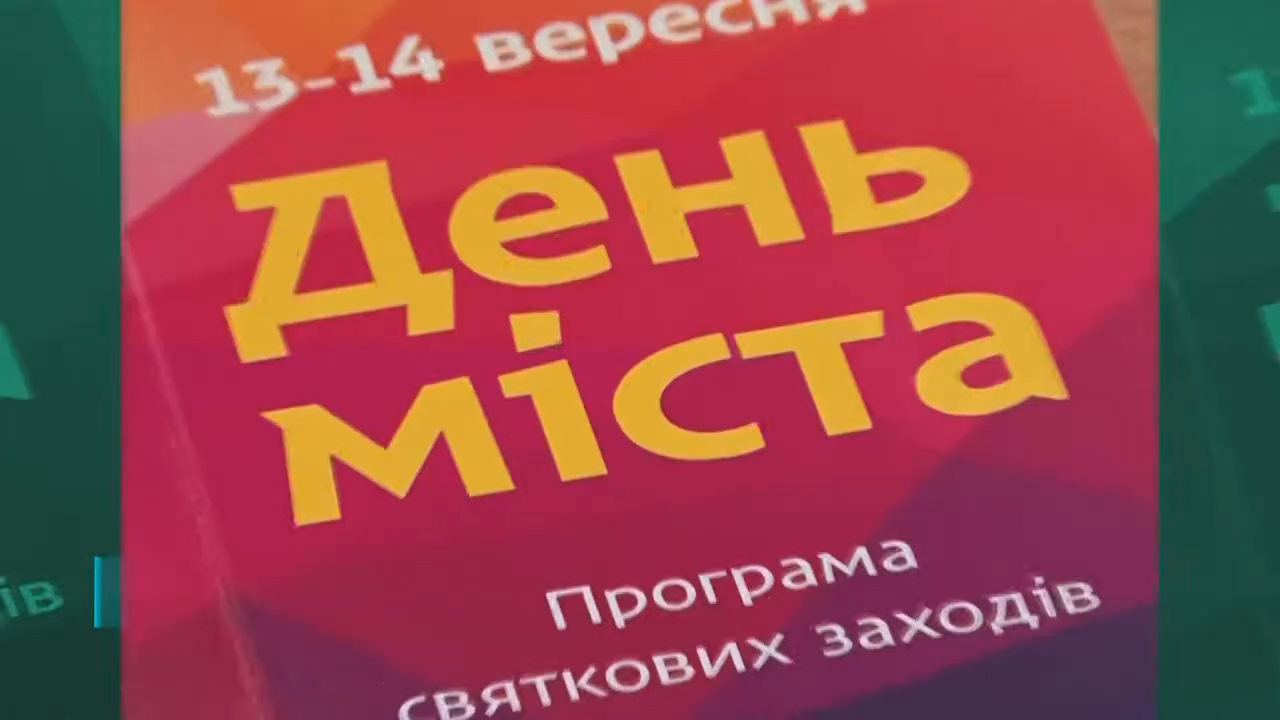 13-14 вересня
День
міста
Програма
святкових заходів